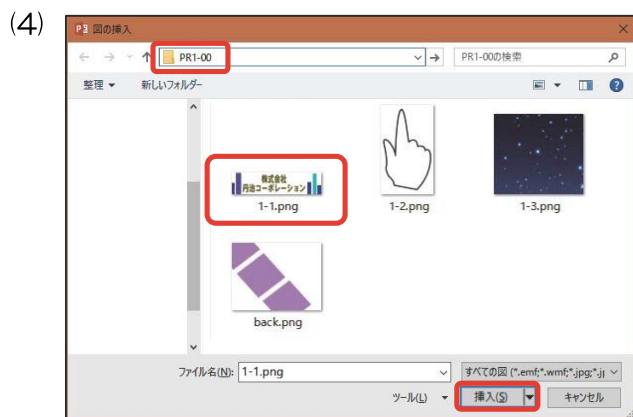 (4)
図の挿入
PR1-00
PR1-00の検索
整理
新しいフォルダー
株式会社
丹治コーポレーション
1-1.png
1-2.png
1-3.png
back.png
ファイル名(N): 1-1.png
すべての図 (*.emf;*.wmf;*.jpg;*.j
ツール(L)
挿入(S)
キャンセル